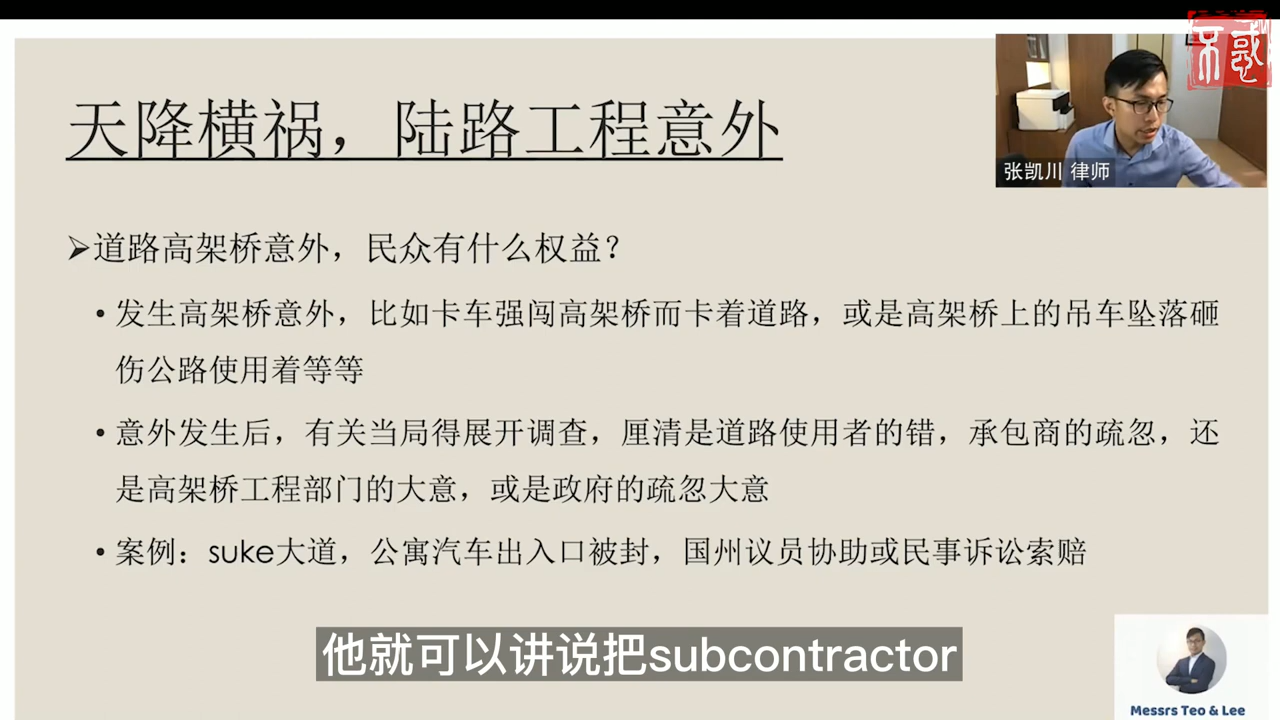 不惑
天降横祸，陆路工程意外
张凯川 律师
➢道路高架桥意外，民众有什么权益？
•发生高架桥意外，比如卡车强闯高架桥而卡着道路，或是高架桥上的吊车坠落砸
伤公路使用着等等
•意外发生后，有关当局得展开调查，厘清是道路使用者的错，承包商的疏忽，还
是高架桥工程部门的大意，或是政府的疏忽大意
•案例：suke大道，公寓汽车出入口被封，国州议员协助或民事诉讼索赔
他就可以讲说把subcontractor
Messrs Teo & Lee